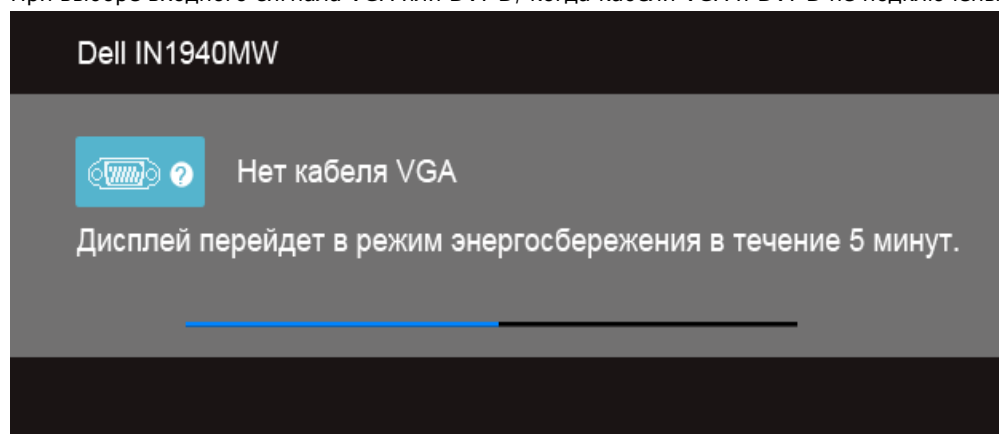 При выборе входного сигнала VGA или DVI-D, когда кабели VGA и DVI-D не подключены
Dell IN1940MW
?
Нет кабеля VGA
Дисплей перейдет в режим энергосбережения в течение 5 минут.